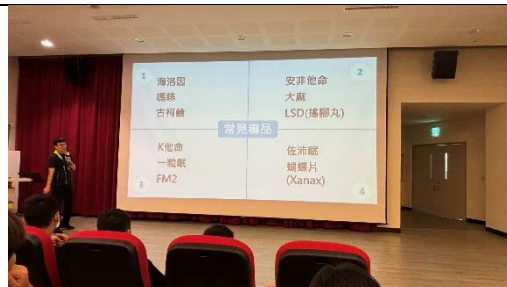 1
海洛因
嗎啡
古柯鹼
2
安非他命
大麻
LSD(搖腳丸)
常見毒品
K他命
一粒眠
FM2
3
佐沛眠
蝴蝶片
(Xanax)
4